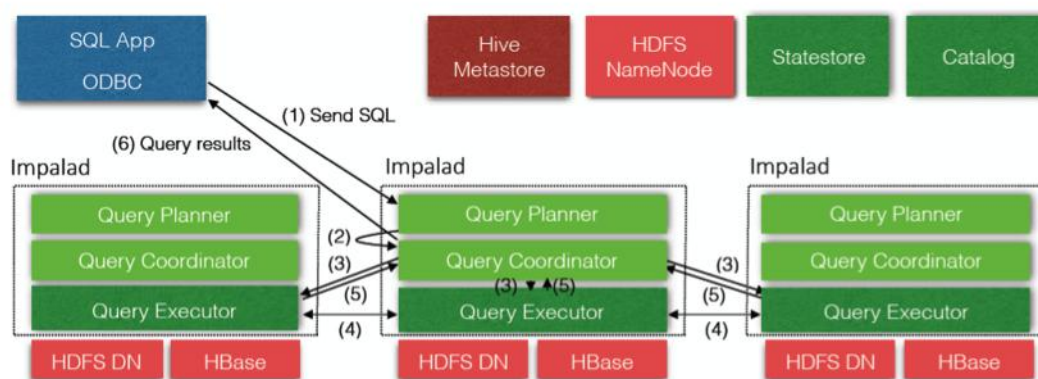 SQL App
ODBC
Hive
Metastore
HDFS
NameNode
Statestore
Catalog
(1) Send SQL
(6) Query results
Impalad
Impalad
Impalad
Query Planner
Query Planner
Query Planner
(2)
Query Coordinator
Query Coordinator
Query Coordinator
(3)
(3)
(3)
(5)
(5)
(5)
Query Executor
Query Executor
Query Executor
(4)
(4)
HDFS DN
HBase
HDFS DN
HBase
HDFS DN
HBase